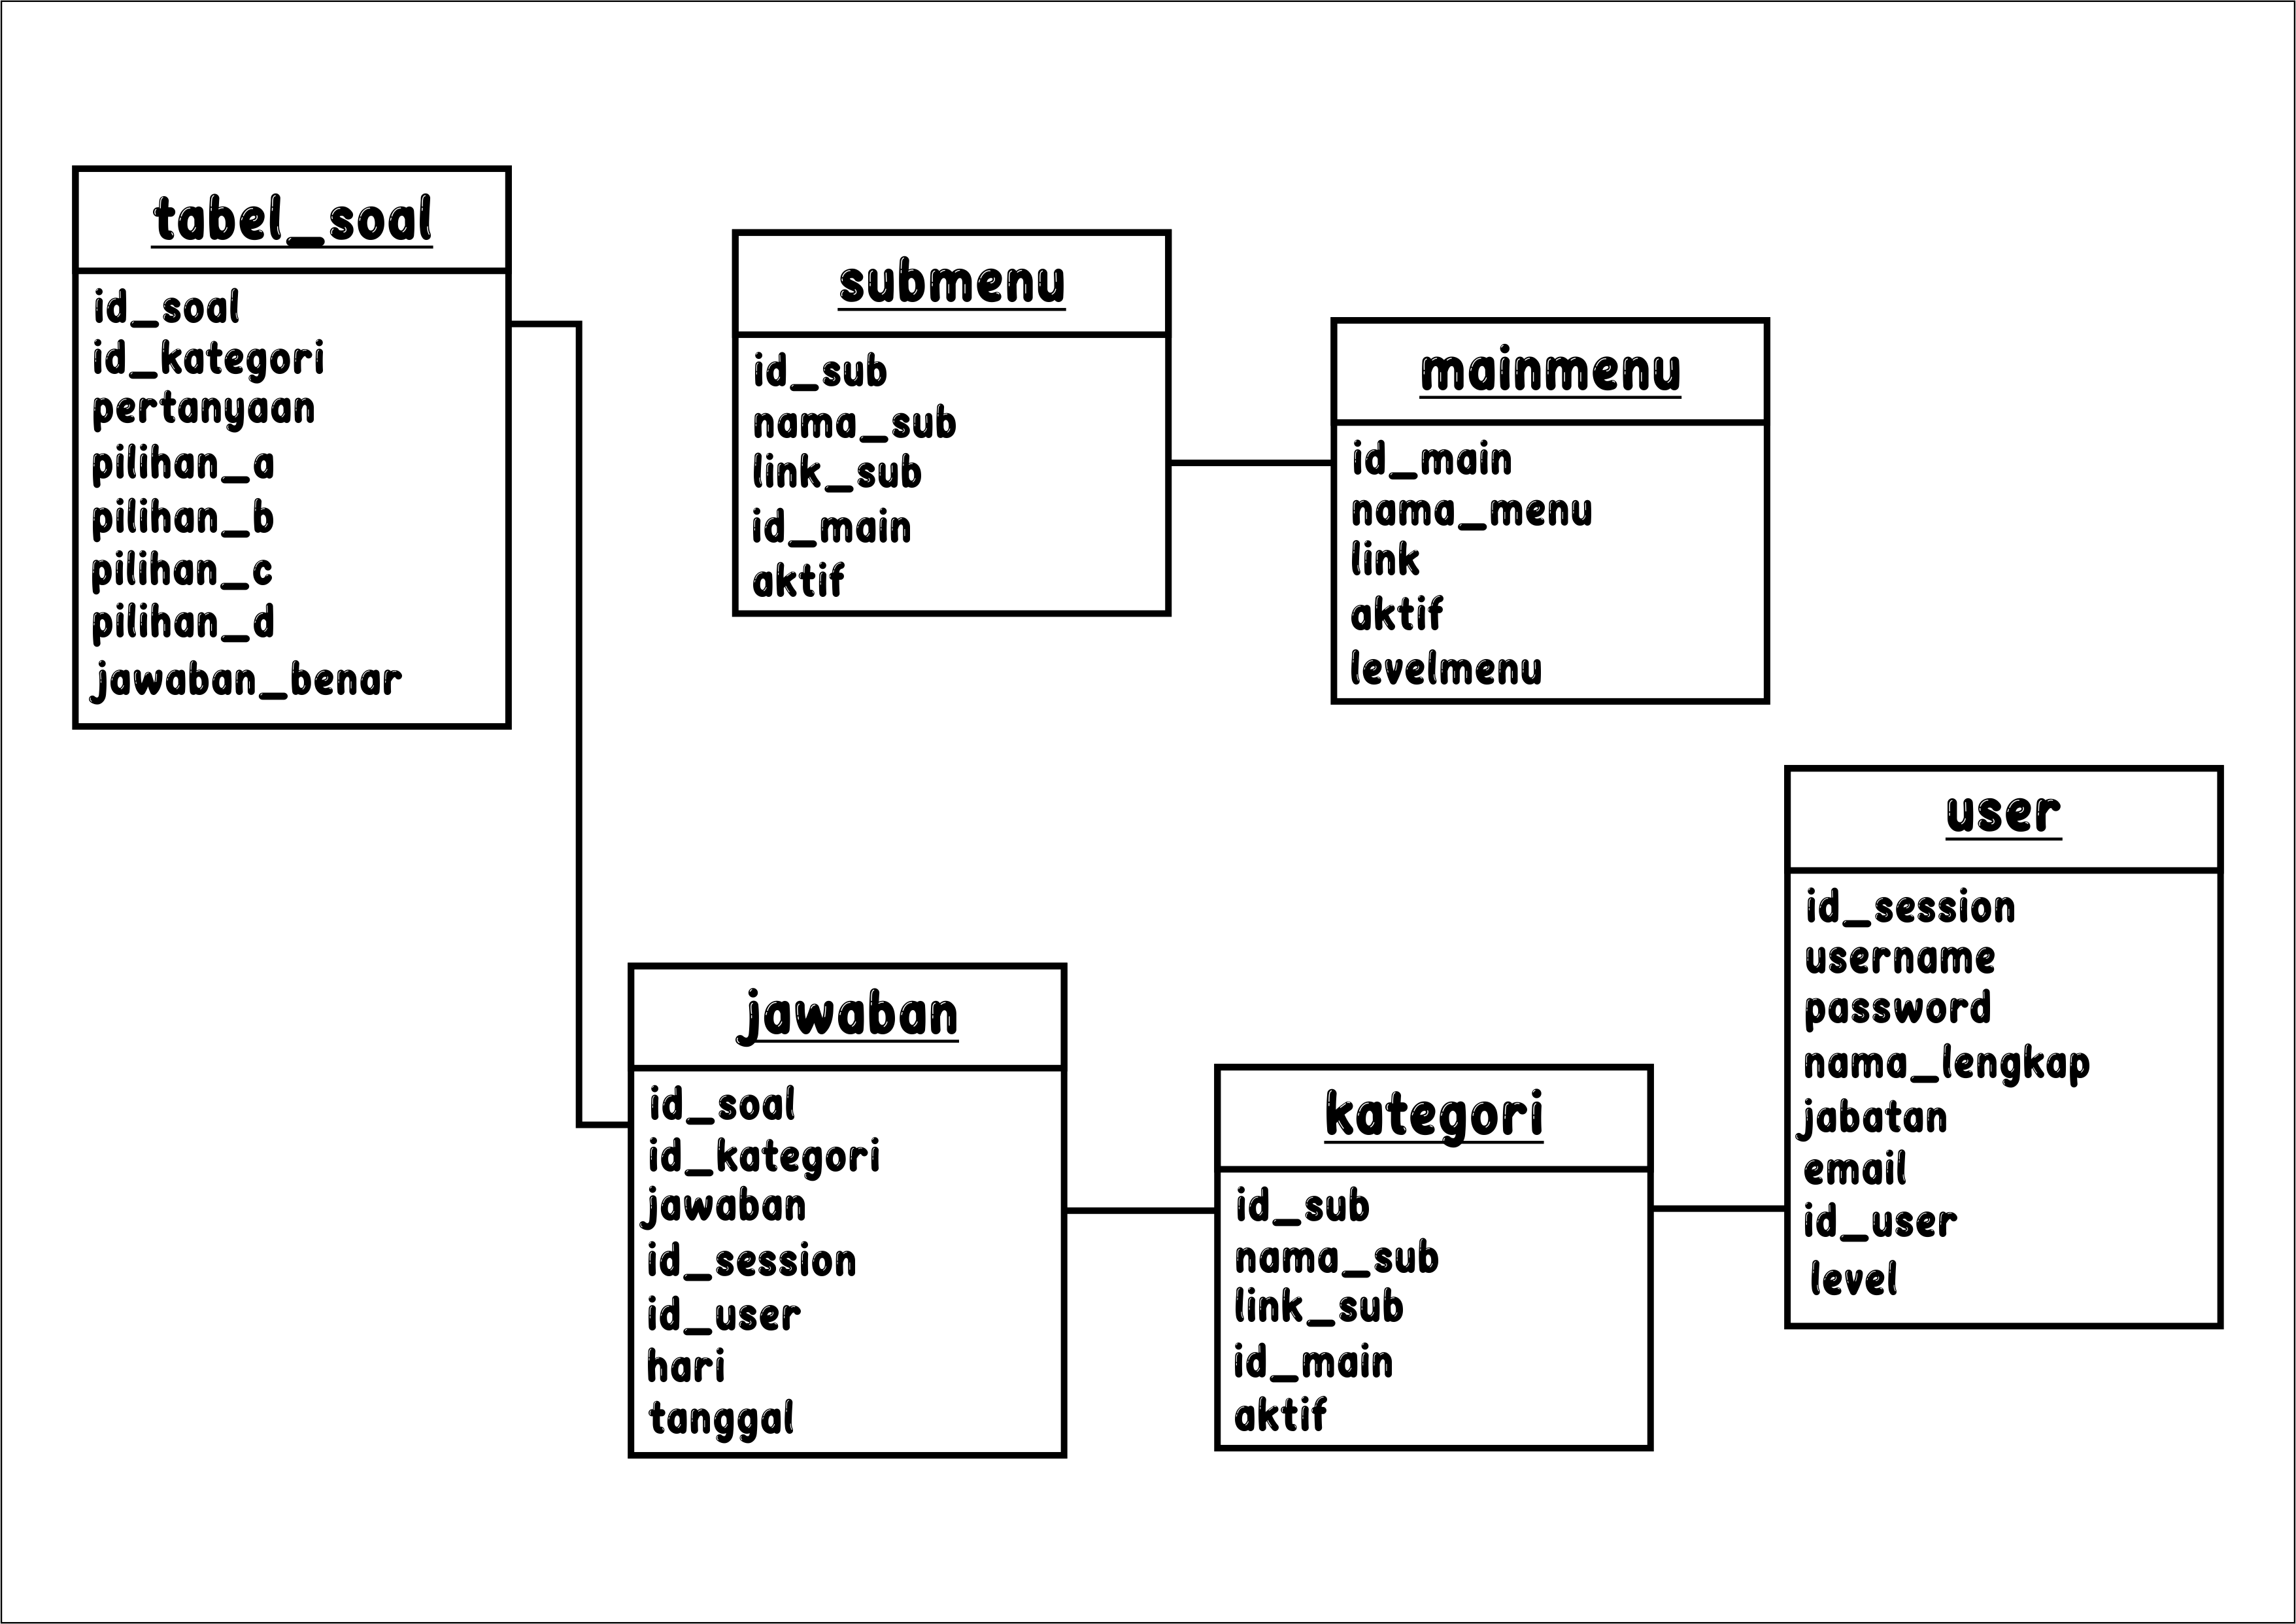 tabel_soal
id_soal
id_kategori
pertanyaan
pilihan_a
pilihan_b
pilihan_c
pilihan_d
jawaban_benar
submenu
id_sub
nama_sub
link_sub
id_main
aktif
mainmenu
id_main
nama_menu
link
aktif
levelmenu
jawaban
id_soal
id_kategori
jawaban
id_session
id_user
hari
tanggal
kategori
id_sub
nama_sub
link_sub
id_main
aktif
user
id_session
username
password
nama_lengkap
jabatan
email
id_user
level